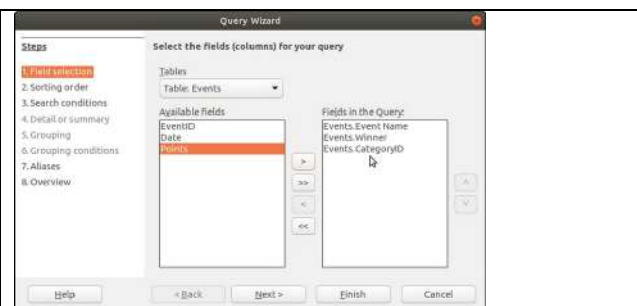 Query Wizard
Steps
1. Field selection
2. Sorting order
3. Search conditions
4. Detail or summary
5. Grouping
6. Grouping conditions
7. Aliases
8. Overview
Select the fields (columns) for your query
Tables
Table: Events
Available fields
EventID
Date
Points
>
>>
<
<<
Fields in the Query:
Events.Event Name
Events.Winner
Events.CategoryID
Help
< Back
Next >
Finish
Cancel